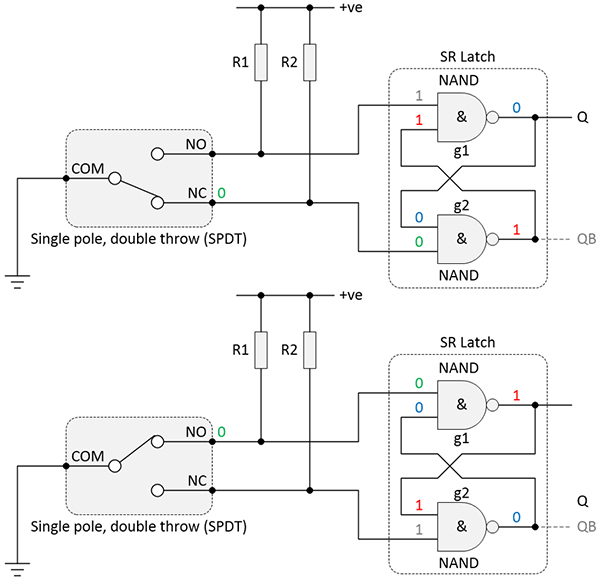 +ve
R1 R2
SR Latch
NAND
1
& 0 Q
1
NO
g1
COM
NC 0
g2
0
& 1 QB
0
Single pole, double throw (SPDT)
NAND
+ve
R1 R2
SR Latch
NAND
0
& 1
0
NO 0
g1
COM
NC
g2
Q
1
& 0 QB
1
Single pole, double throw (SPDT)
NAND